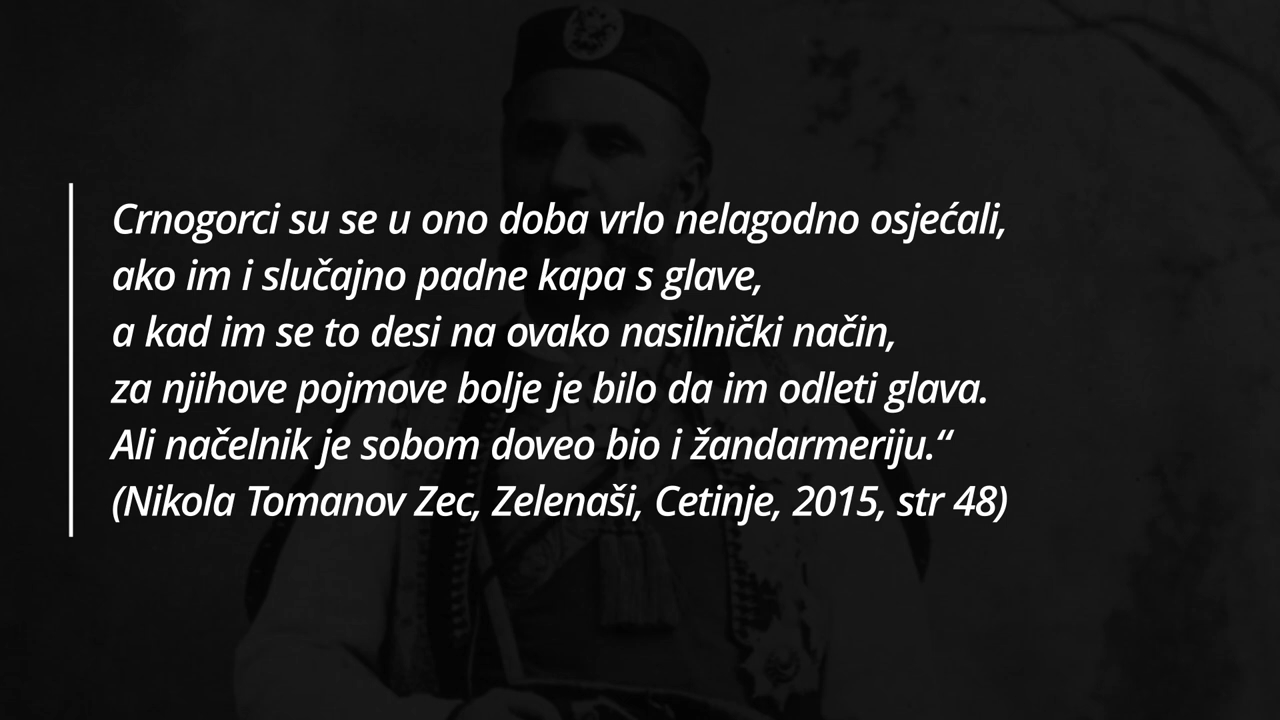 Crnogorci su se u ono doba vrlo nelagodno osjećali,
ako im i slučajno padne kapa s glave,
a kad im se to desi na ovako nasilnički način,
za njihove pojmove bolje je bilo da im odleti glava.
Ali načelnik je sobom doveo bio i žandarmeriju.“
(Nikola Tomanov Zec, Zelenaši, Cetinje, 2015, str 48)